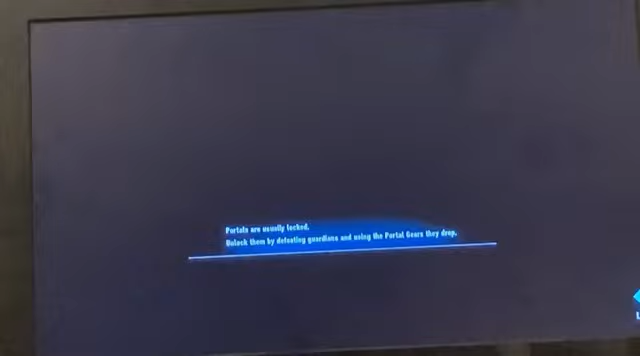 Portals are usually locked.
Unlock them by defeating guardians and using the Portal Gears they drop.
L